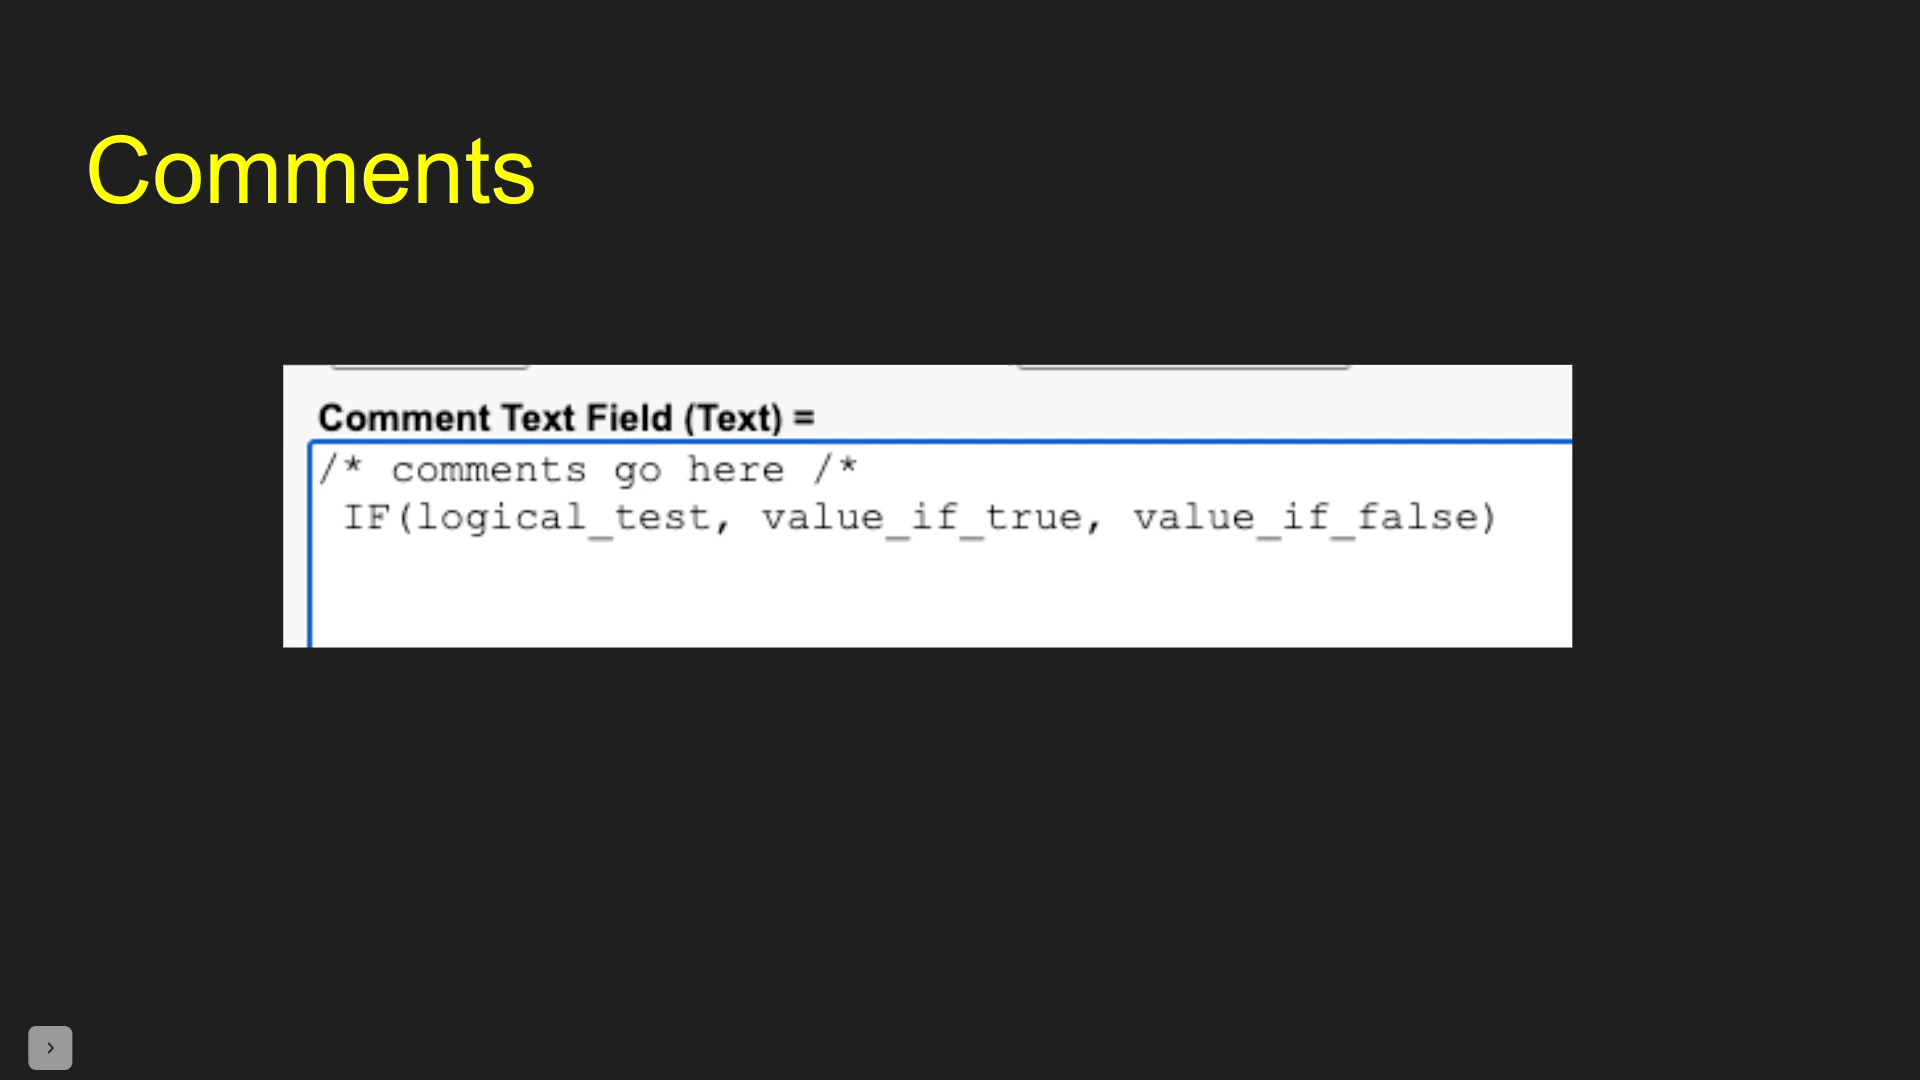 Comments
Comment Text Field (Text) =
/* comments go here /*
IF(logical_test, value_if_true, value_if_false)